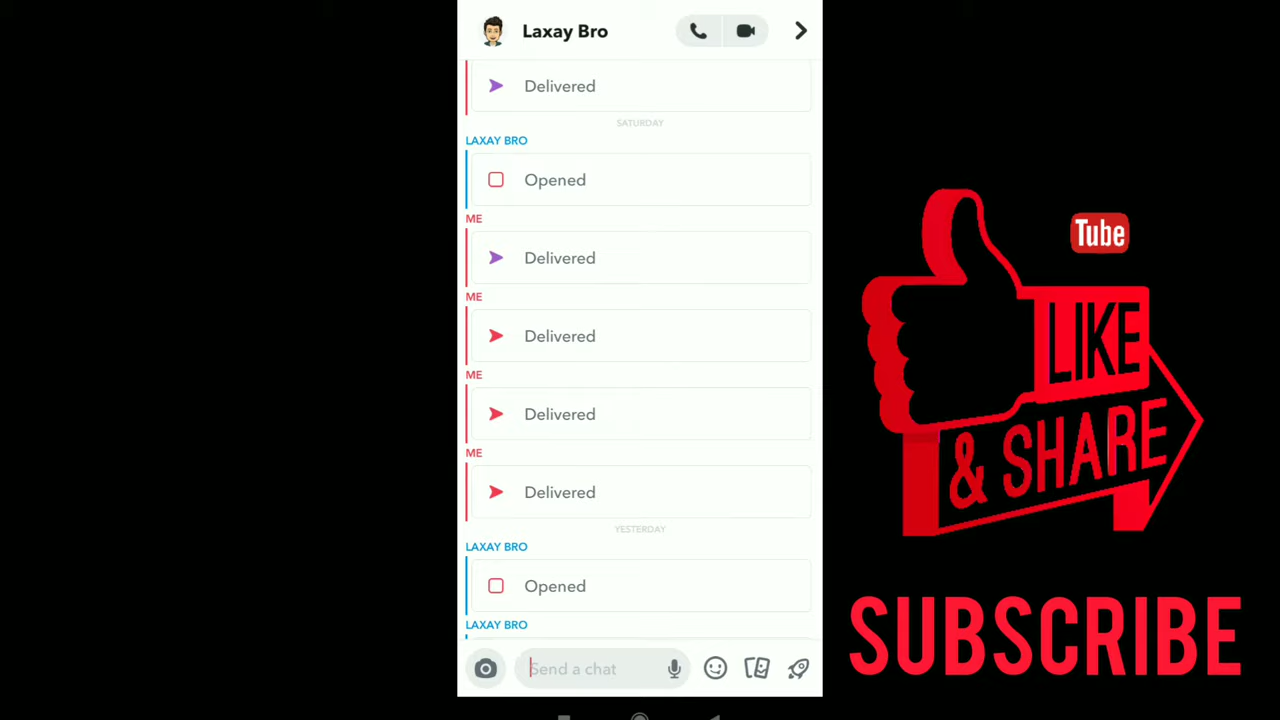 Laxay Bro
Delivered
SATURDAY
LAXAY BRO
Opened
ME
Delivered
ME
Delivered
ME
Delivered
ME
Delivered
YESTERDAY
LAXAY BRO
Opened
LAXAY BRO
Send a chat
Tube
LIKE
& SHARE
SUBSCRIBE